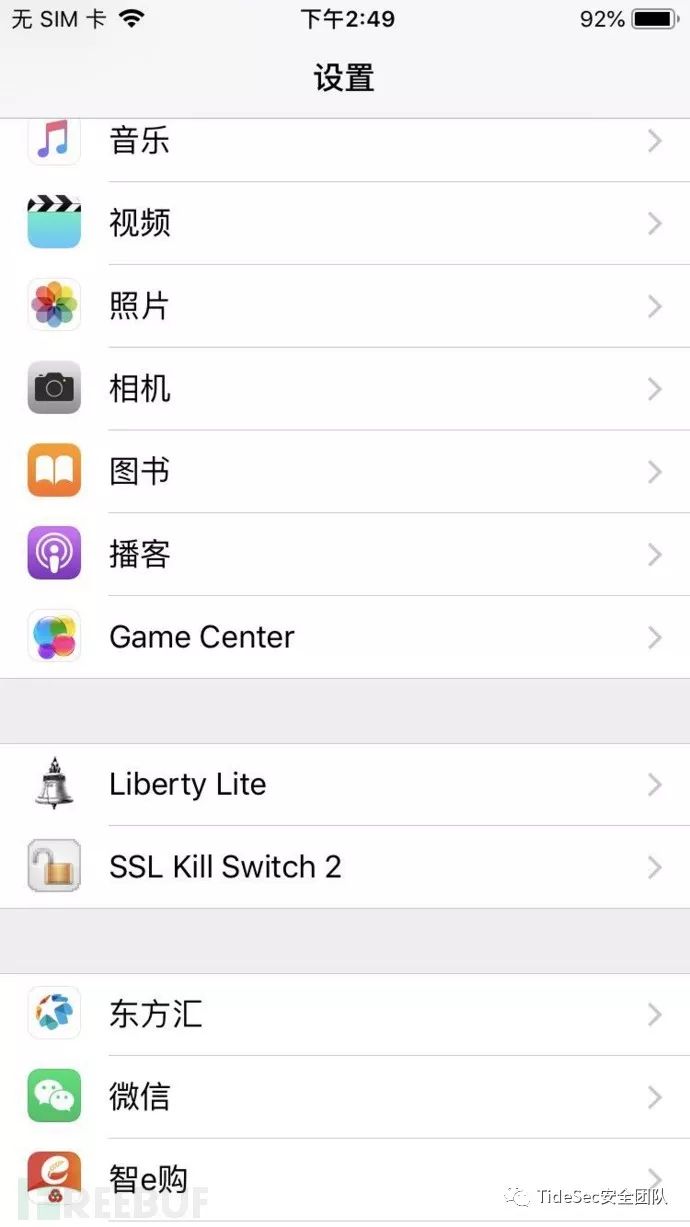 无 SIM 卡 下午2:49 92%
设置
音乐
视频
照片
相机
图书
播客
Game Center
Liberty Lite
SSL Kill Switch 2
东方汇
微信
智e购
FREEBUF
TideSec安全团队